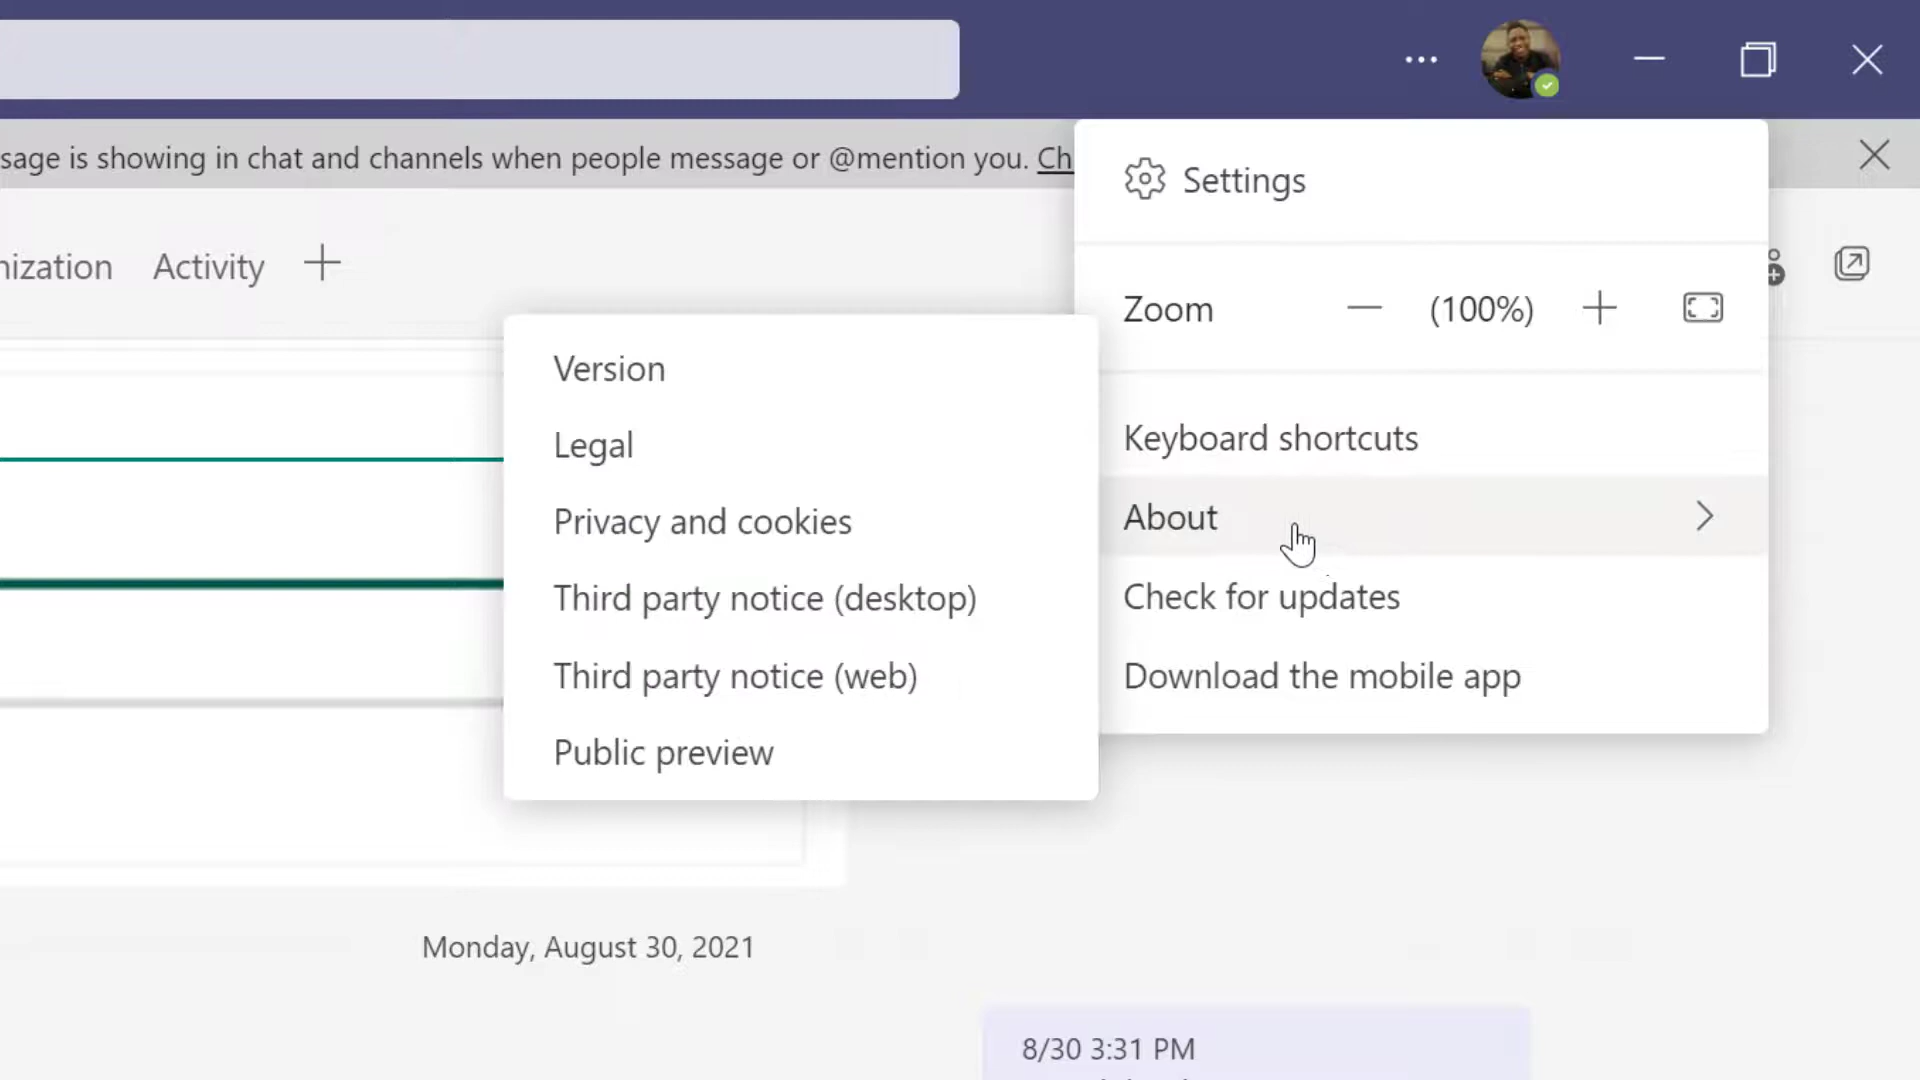 sage is showing in chat and channels when people message or @mention you. Ch
Settings
nization Activity
Zoom (100%)
Version
Legal
Privacy and cookies
Third party notice (desktop)
Third party notice (web)
Public preview
Keyboard shortcuts
About
Check for updates
Download the mobile app
Monday, August 30, 2021
8/30 3:31 PM